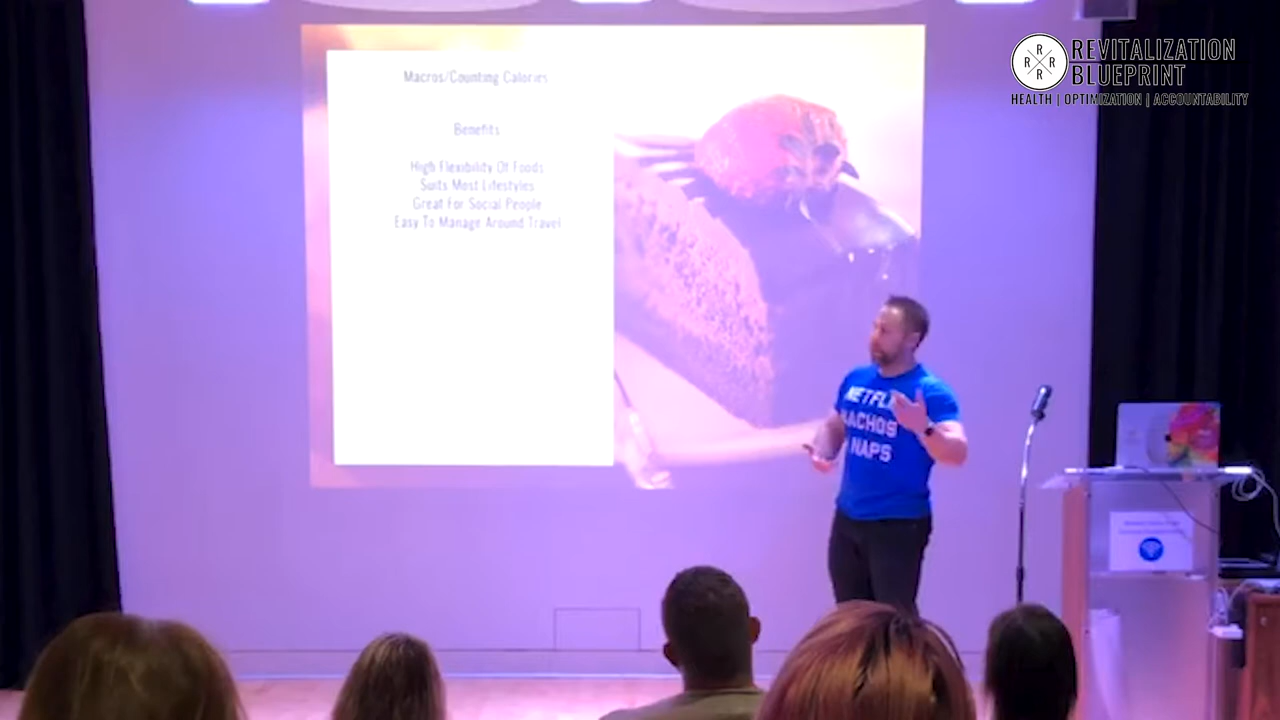 Macros/Counting Calories
Benefits
High Flexibility Of Foods
Suits Most Lifestyles
Great For Social People
Easy To Manage Around Travel
R
R R
R
REVITALIZATION
BLUEPRINT
HEALTH | OPTIMIZATION | ACCOUNTABILITY
NETFL
NACHOS
NAPS